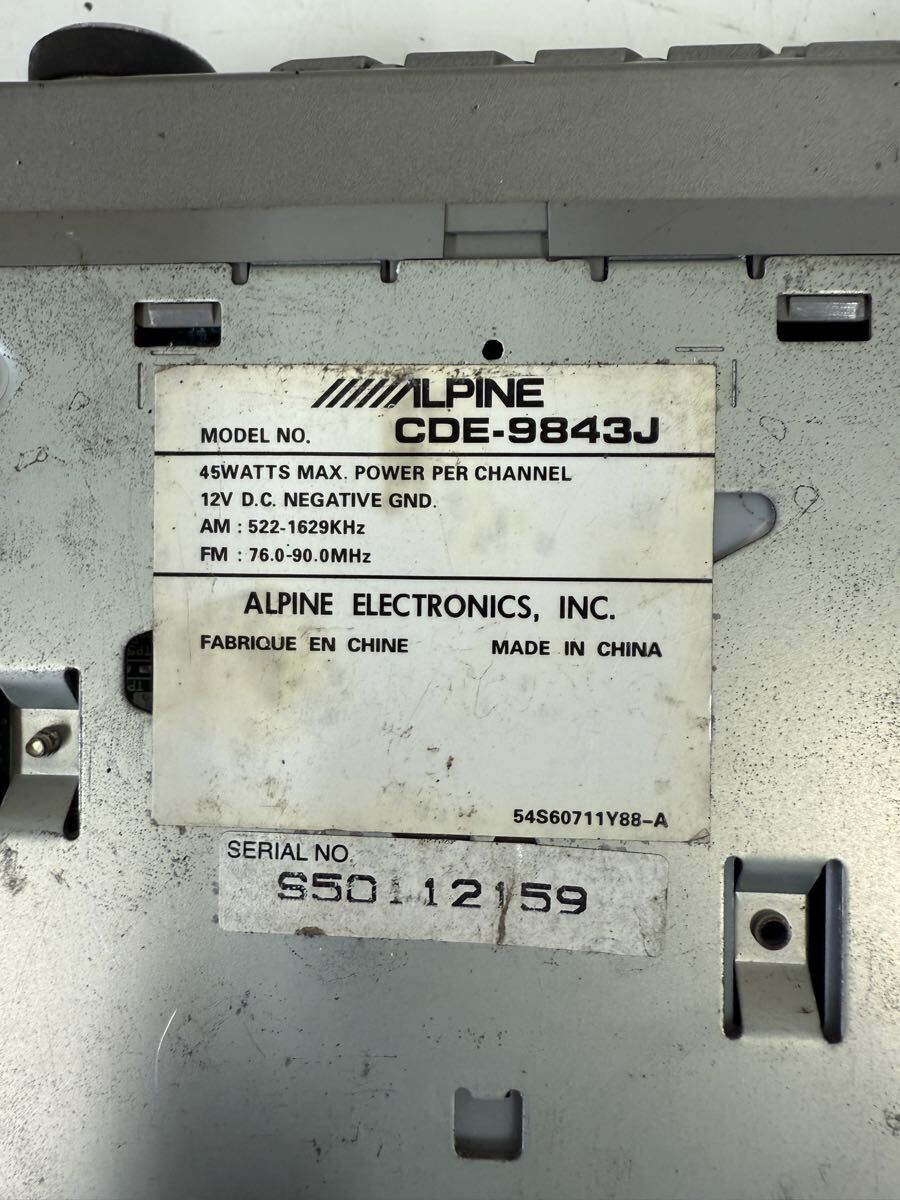 ALPINE
MODEL NO. CDE-9843J
45WATTS MAX. POWER PER CHANNEL
12V D.C. NEGATIVE GND.
AM : 522-1629KHz
FM : 76.0-90.0MHz
ALPINE ELECTRONICS, INC.
FABRIQUE EN CHINE MADE IN CHINA
54S60711Y88-A
SERIAL NO
S50112159